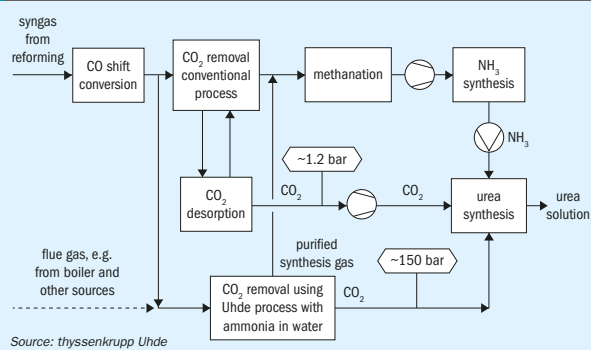 syngas
from
reforming
CO shift
conversion
CO₂ removal
conventional
process
methanation
NH₃
synthesis
NH₃
~1.2 bar
CO₂
desorption
CO₂
CO₂
urea
synthesis
urea
solution
purified
synthesis gas
~150 bar
flue gas, e.g.
from boiler and
other sources
CO₂ removal using
Uhde process with
ammonia in water
CO₂
Source: thyssenkrupp Uhde